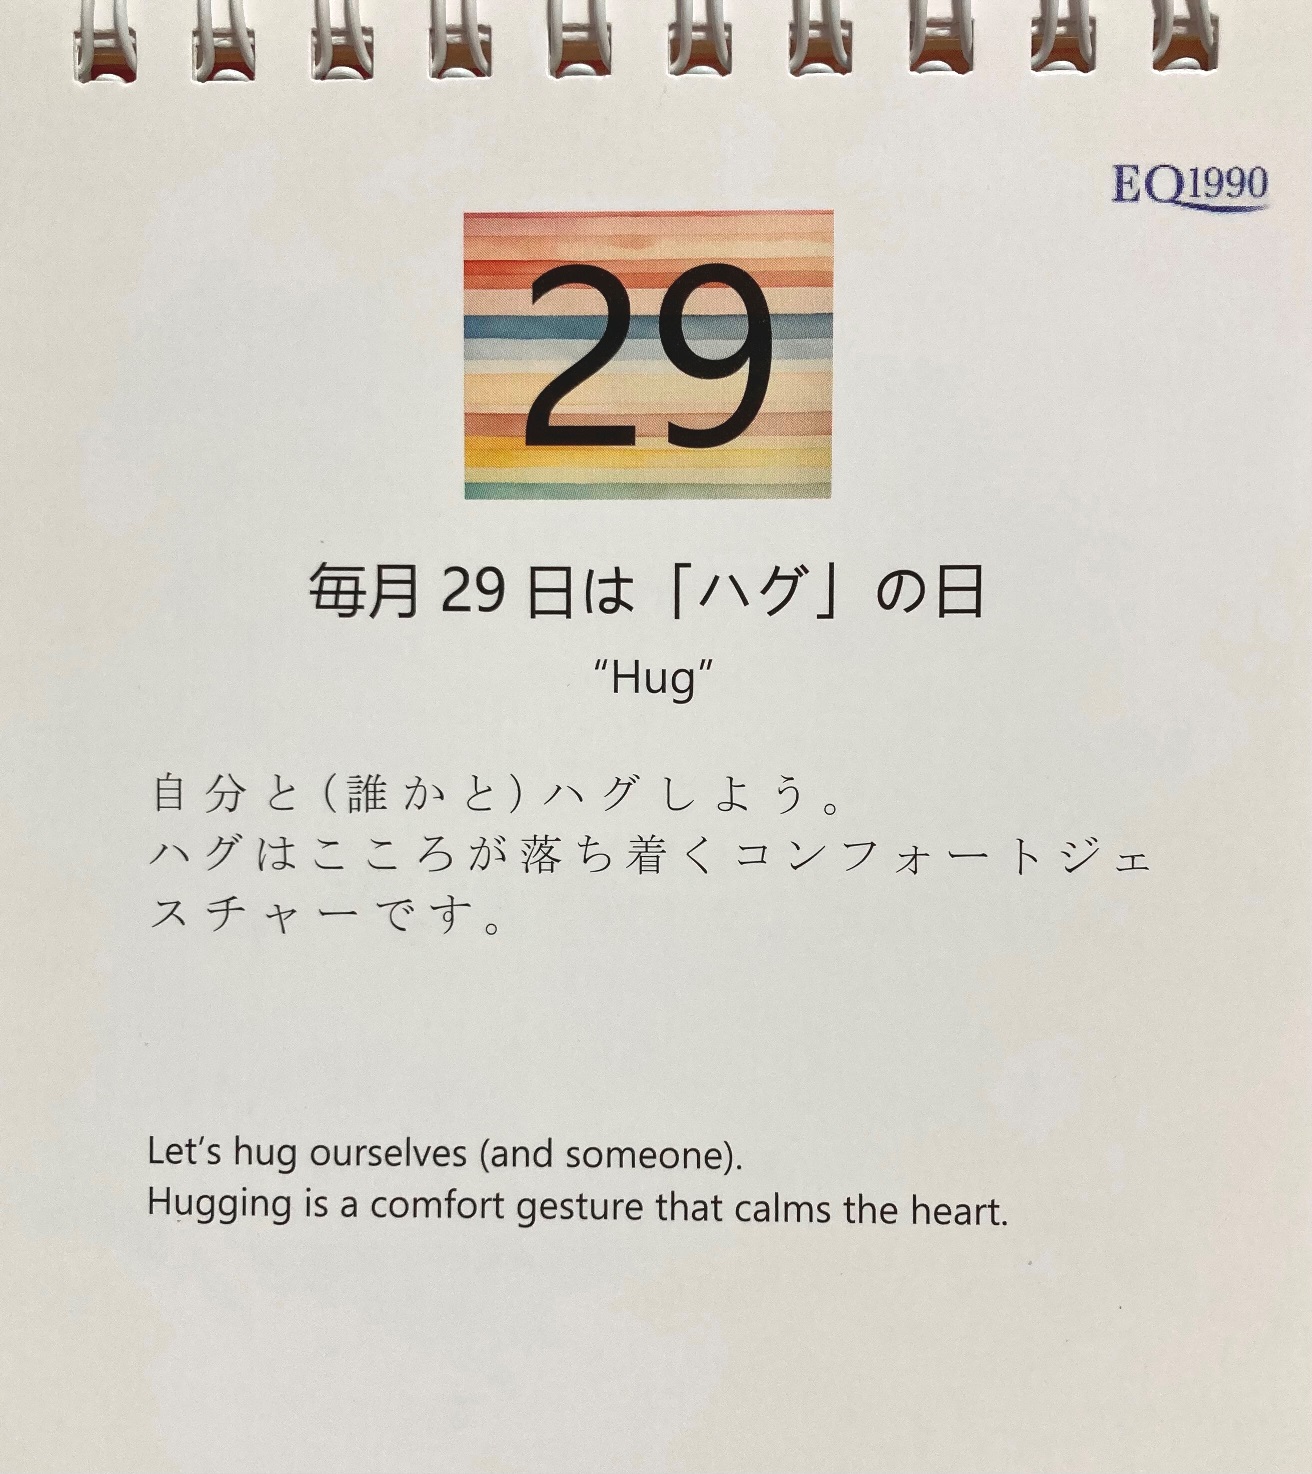 EQ1990
29
毎月 29 日は「ハグ」の日
“Hug”
自分と(誰かと)ハグしよう。
ハグはこころが落ち着くコンフォートジェ
スチャーです。
Let’s hug ourselves (and someone).
Hugging is a comfort gesture that calms the heart.